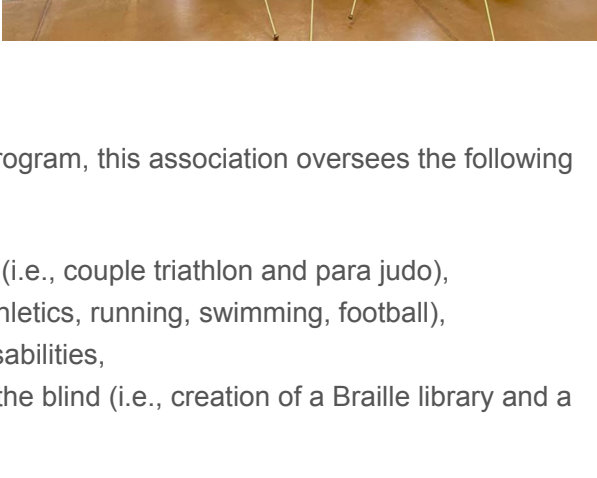 rogram, this association oversees the following
(i.e., couple triathlon and para judo),
hletics, running, swimming, football),
sabilities,
the blind (i.e., creation of a Braille library and a